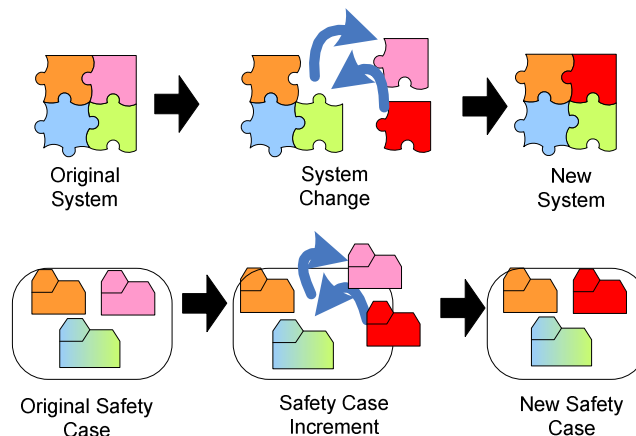 Original
System
System
Change
New
System
Original Safety
Case
Safety Case
Increment
New Safety
Case